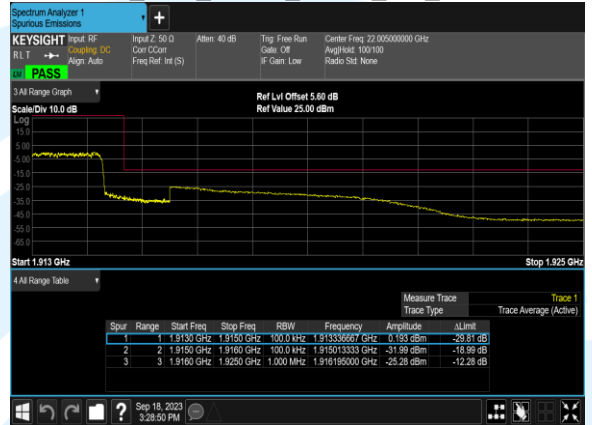 Spectrum Analyzer 1
Spurious Emissions
KEYSIGHT Input: RF Input Z: 50 Ω Atten: 40 dB Trig: Free Run Center Freq: 22.005000000 GHz
RLT Coupling: DC Corr CCorr Gate: Off Avg|Hold: 100/100
Align: Auto Freq Ref: Int (S) IF Gain: Low Radio Std: None
LW PASS
3 All Range Graph
Ref Lvl Offset 5.60 dB
Scale/Div 10.0 dB Ref Value 25.00 dBm
Log
15.0
5.00
-5.00
-15.0
-25.0
-35.0
-45.0
-55.0
-65.0
Start 1.913 GHz Stop 1.925 GHz
4 All Range Table
Measure Trace Trace 1
Trace Type Trace Average (Active)
Spur Range Start Freq Stop Freq RBW Frequency Amplitude ΔLimit
1 1 1.9130 GHz 1.9150 GHz 100.0 kHz 1.913336667 GHz 0.193 dBm -29.81 dB
2 2 1.9150 GHz 1.9160 GHz 100.0 kHz 1.915013333 GHz -31.99 dBm -18.99 dB
3 3 1.9160 GHz 1.9250 GHz 1.000 MHz 1.916195000 GHz -25.28 dBm -12.28 dB
? Sep 18, 2023
3:28:50 PM